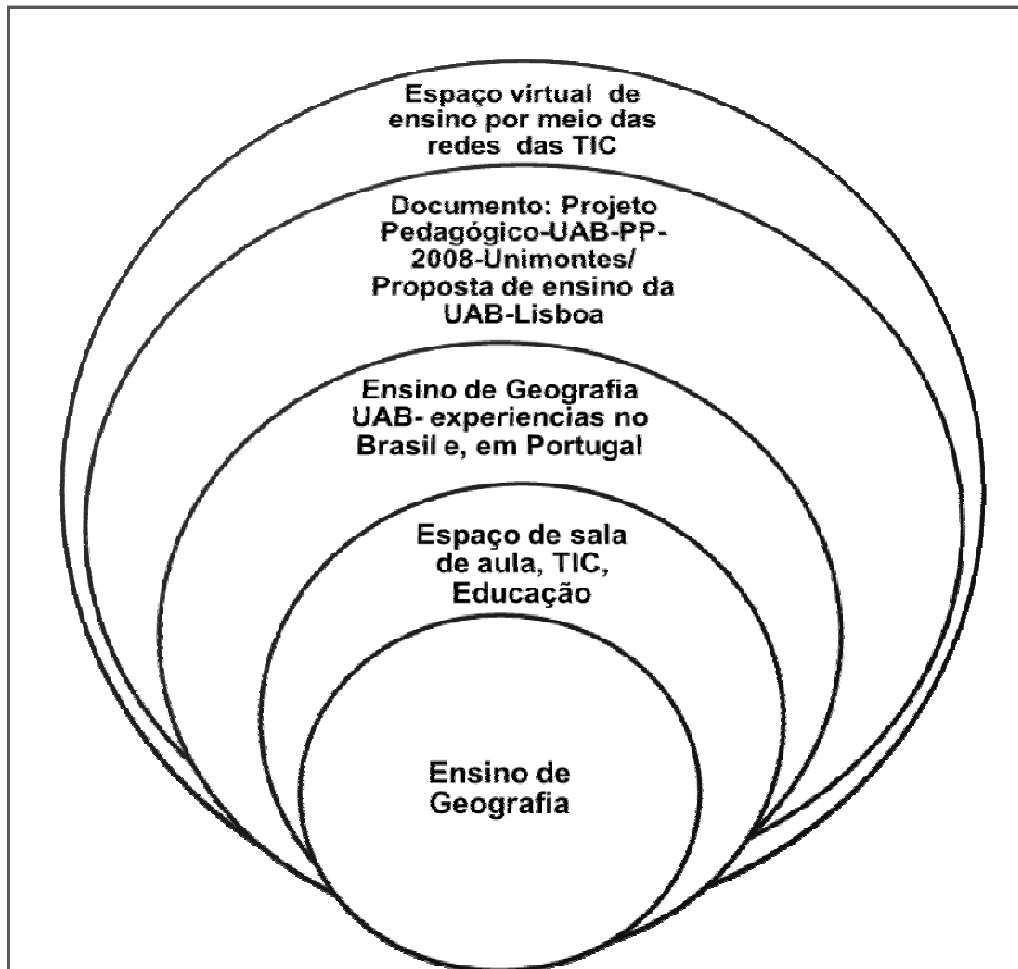 Espaço virtual de
ensino por meio das
redes das TIC
Documento: Projeto
Pedagógico-UAB-PP-
2008-Unimontes/
Proposta de ensino da
UAB-Lisboa
Ensino de Geografia
UAB- experiencias no
Brasil e, em Portugal
Espaço de sala
de aula, TIC,
Educação
Ensino de
Geografia